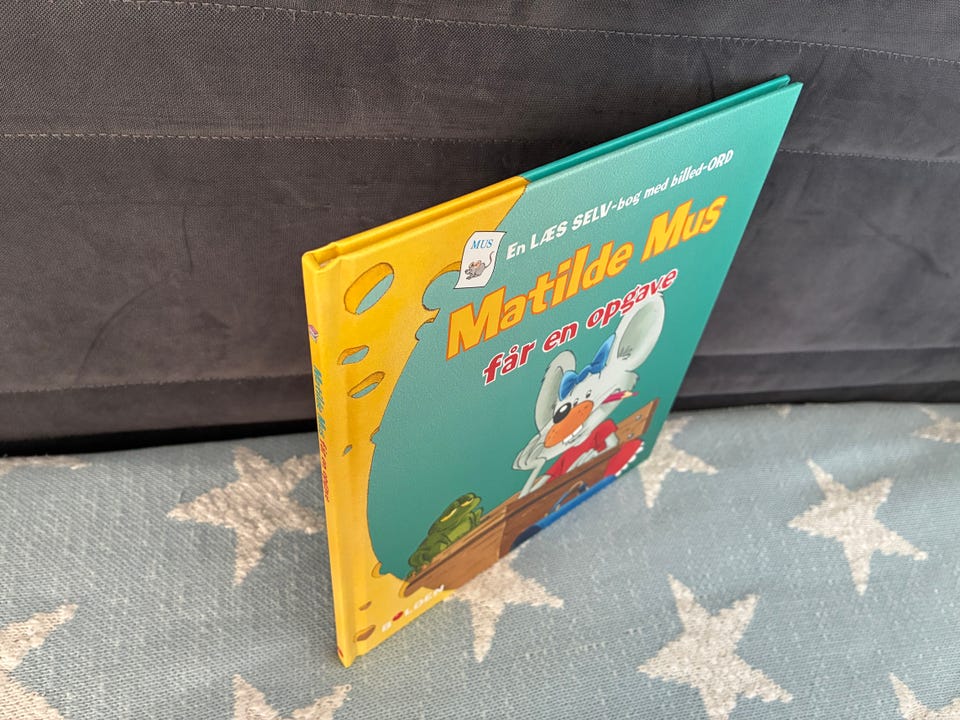 MUS
En LÆS SELV-bog med billed-ORD
Matilde Mus
får en opgave
BOLDEN
Matilde Mus får en opgave